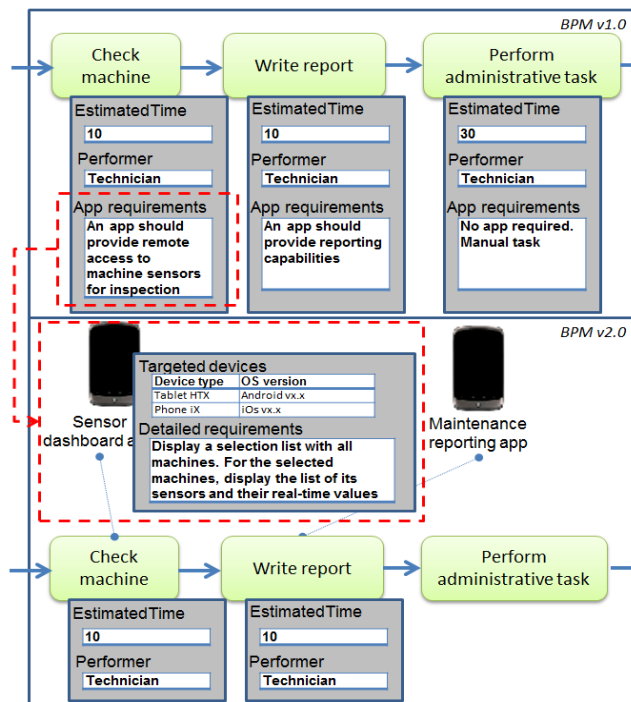 BPM v1.0
Check
machine
Write report
Perform
administrative task
EstimatedTime
10
Performer
Technician
App requirements
An app should
provide remote
access to
machine sensors
for inspection
EstimatedTime
10
Performer
Technician
App requirements
An app should
provide reporting
capabilities
EstimatedTime
30
Performer
Technician
App requirements
No app required.
Manual task
BPM v2.0
Sensor
dashboard a
Targeted devices
Device type OS version
Tablet HTX Android vx.x
Phone iX iOs vx.x
Detailed requirements
Display a selection list with all
machines. For the selected
machines, display the list of its
sensors and their real-time values
Maintenance
reporting app
Check
machine
Write report
Perform
administrative task
EstimatedTime
10
Performer
Technician
EstimatedTime
10
Performer
Technician